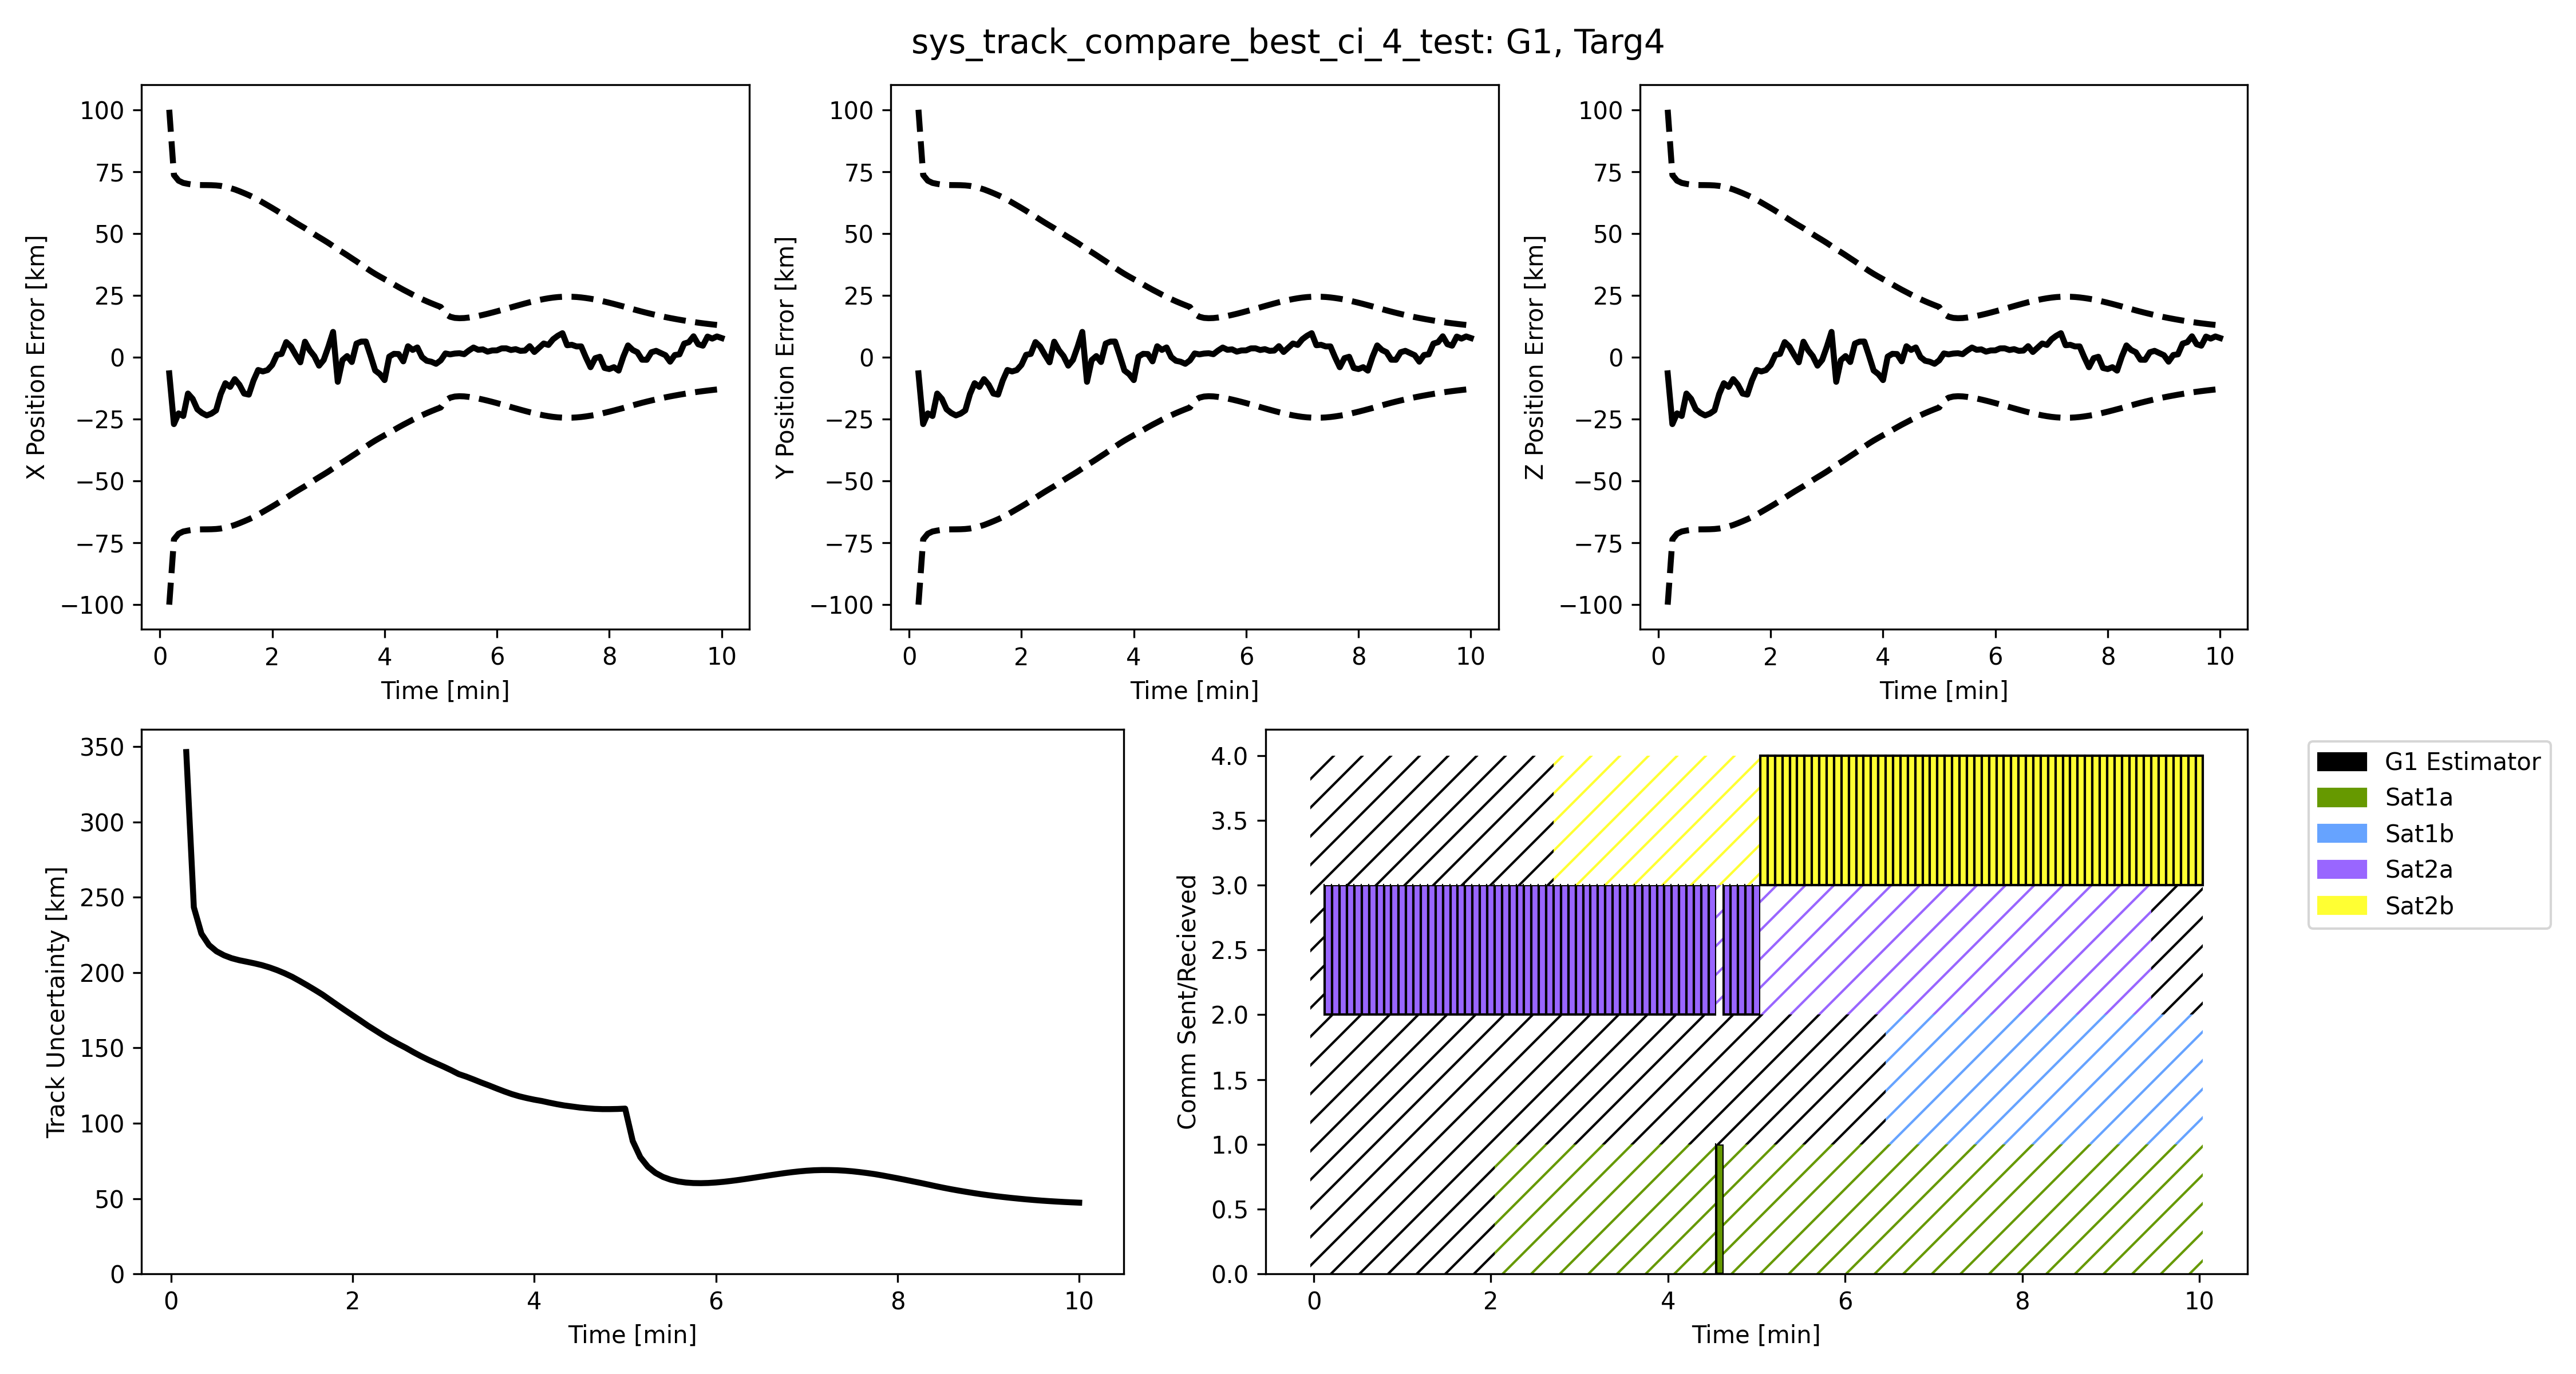 sys_track_compare_best_ci_4_test: G1, Targ4
100
75
50
25
0
−25
−50
−75
−100
X Position Error [km]
0 2 4 6 8 10
Time [min]
100
75
50
25
0
−25
−50
−75
−100
Y Position Error [km]
0 2 4 6 8 10
Time [min]
100
75
50
25
0
−25
−50
−75
−100
Z Position Error [km]
0 2 4 6 8 10
Time [min]
350
300
250
200
150
100
50
0
Track Uncertainty [km]
0 2 4 6 8 10
Time [min]
4.0
3.5
3.0
2.5
2.0
1.5
1.0
0.5
0.0
Comm Sent/Recieved
0 2 4 6 8 10
Time [min]
G1 Estimator
Sat1a
Sat1b
Sat2a
Sat2b